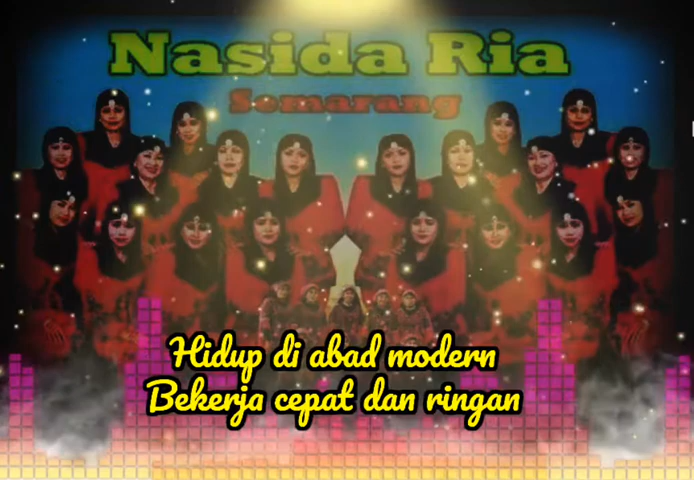 Nasida Ria
Semarang
Hidup di abad modern
Bekerja cepat dan ringan